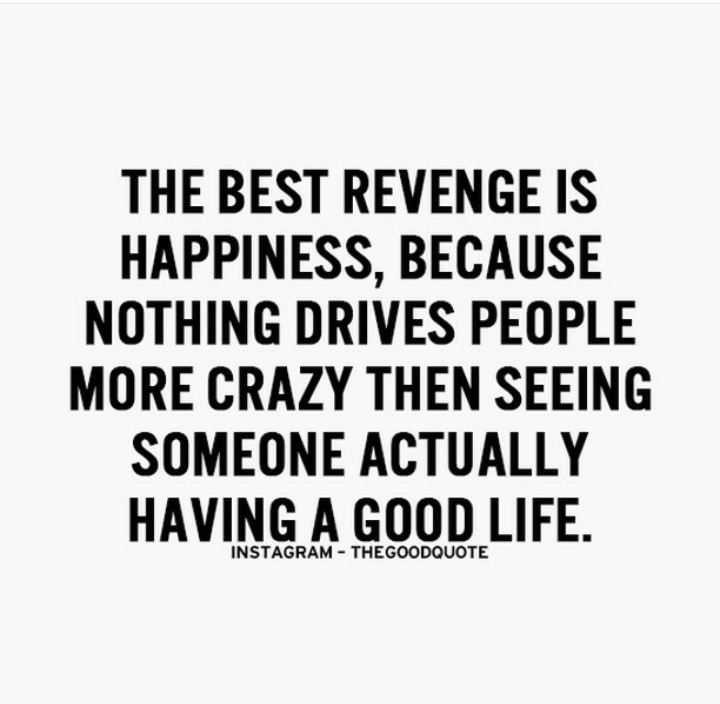 THE BEST REVENGE IS
HAPPINESS, BECAUSE
NOTHING DRIVES PEOPLE
MORE CRAZY THEN SEEING
SOMEONE ACTUALLY
HAVING A GOOD LIFE.
INSTAGRAM - THEGOODQUOTE